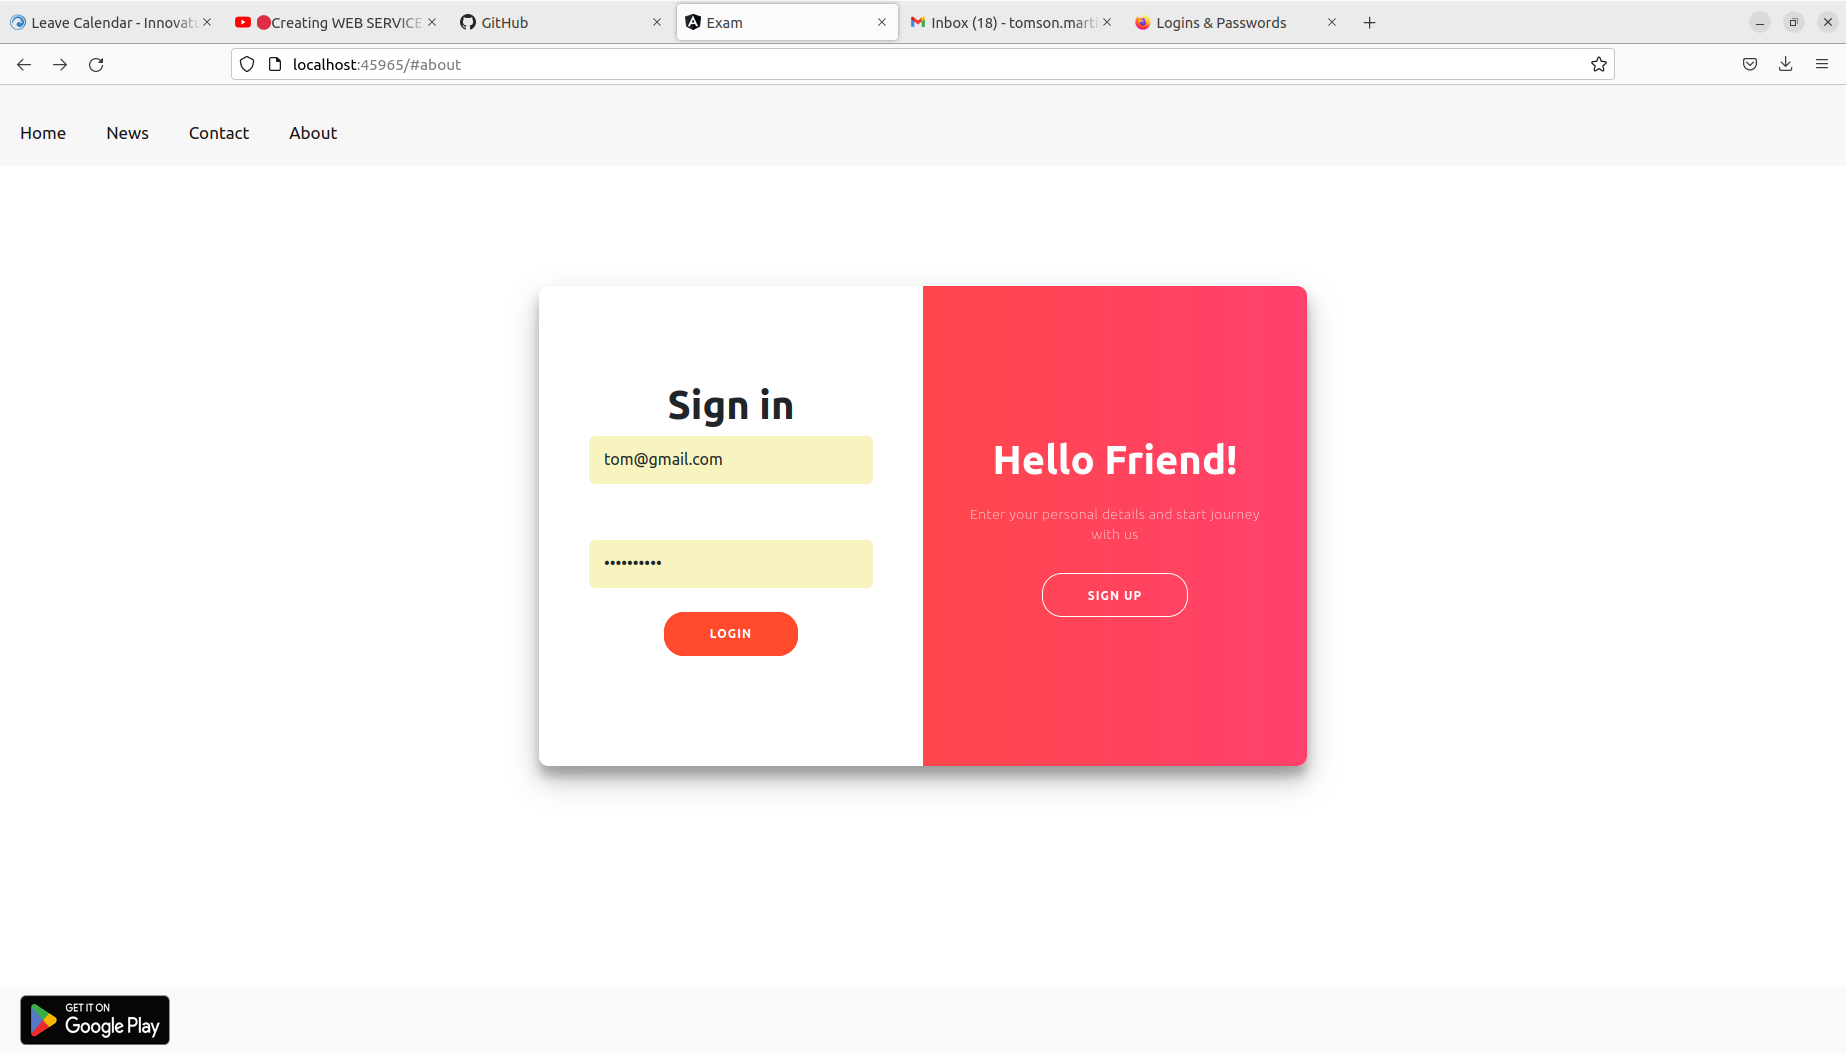 Leave Calendar - Innovat
Creating WEB SERVICE
GitHub
Exam
Inbox (18) - tomson.mart
Logins & Passwords
localhost:45965/#about
Home
News
Contact
About
Sign in
tom@gmail.com
••••••••••
LOGIN
Hello Friend!
Enter your personal details and start journey
with us
SIGN UP
GET IT ON
Google Play